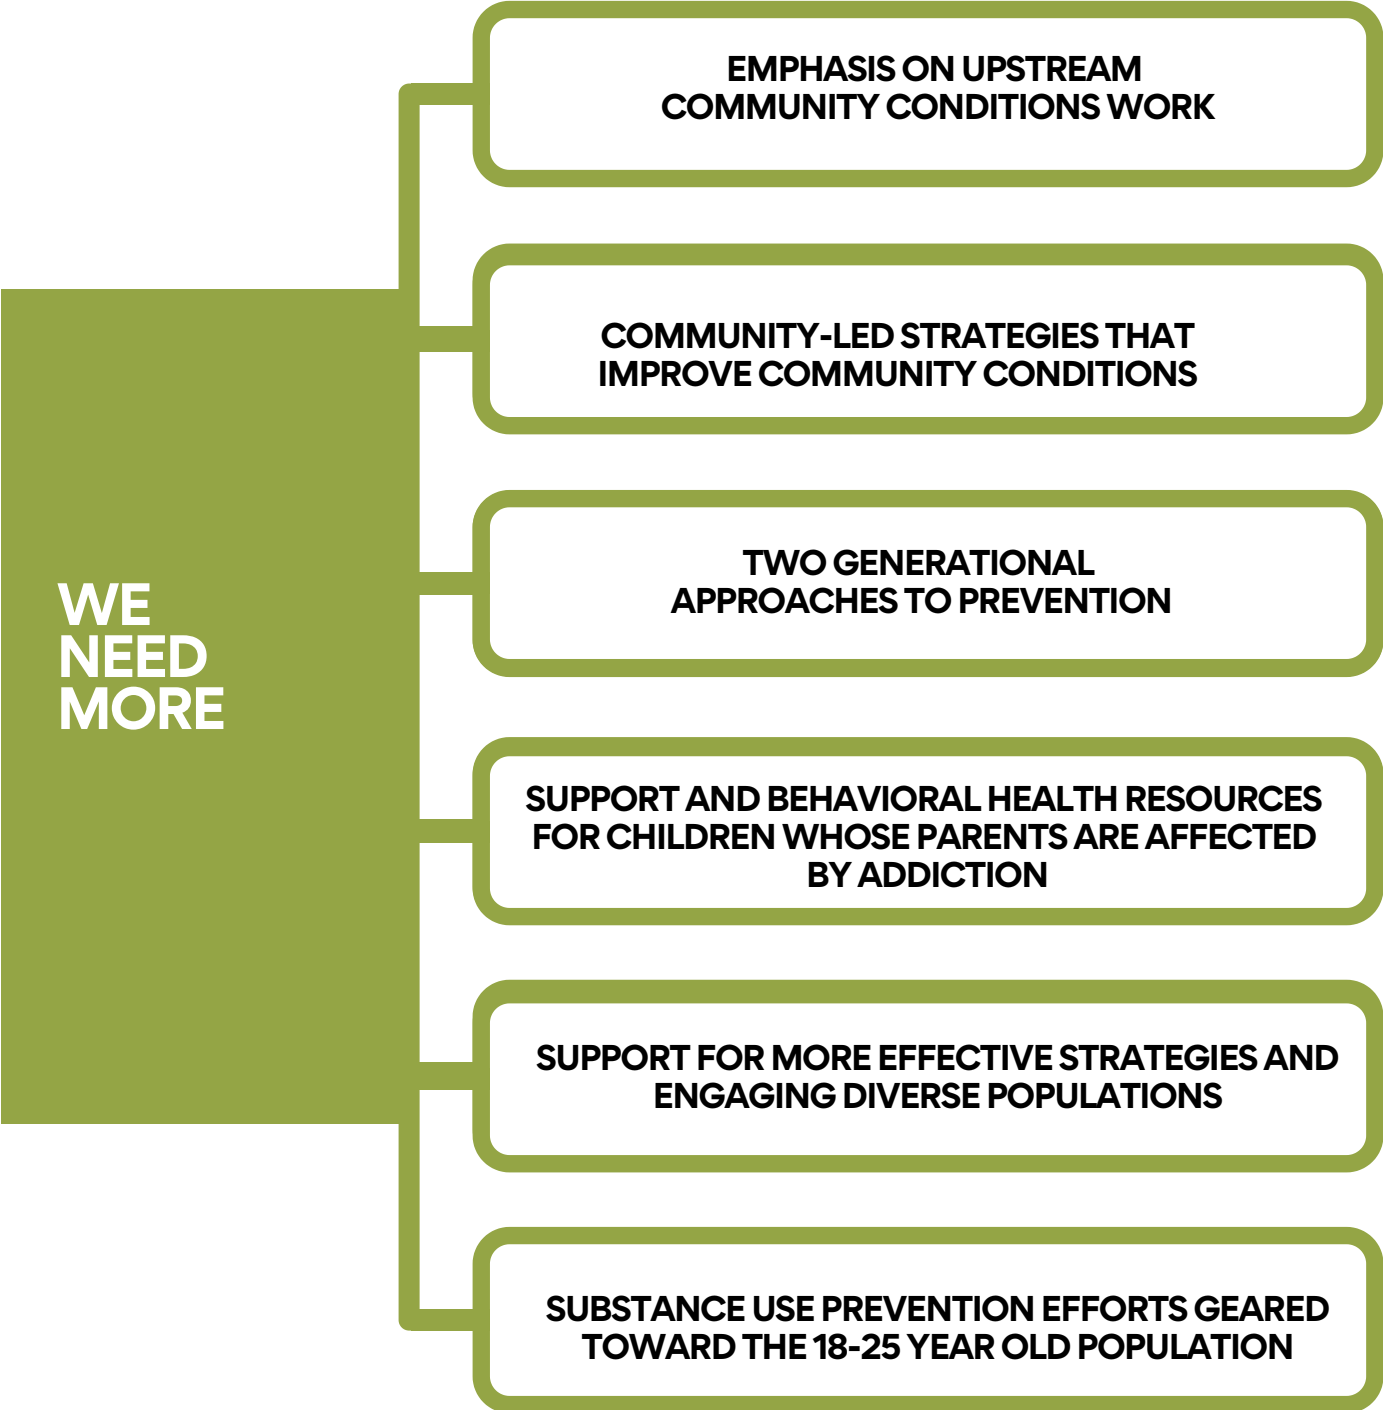 WE
NEED
MORE
EMPHASIS ON UPSTREAM
COMMUNITY CONDITIONS WORK
COMMUNITY-LED STRATEGIES THAT
IMPROVE COMMUNITY CONDITIONS
TWO GENERATIONAL
APPROACHES TO PREVENTION
SUPPORT AND BEHAVIORAL HEALTH RESOURCES
FOR CHILDREN WHOSE PARENTS ARE AFFECTED
BY ADDICTION
SUPPORT FOR MORE EFFECTIVE STRATEGIES AND
ENGAGING DIVERSE POPULATIONS
SUBSTANCE USE PREVENTION EFFORTS GEARED
TOWARD THE 18-25 YEAR OLD POPULATION